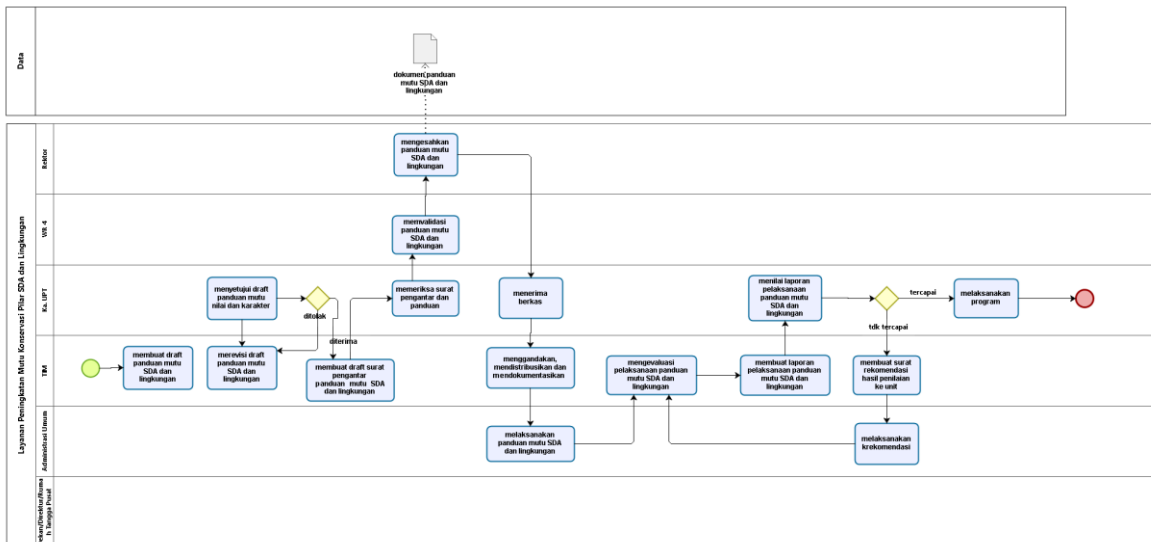 Data
dokumen panduan
mutu SDA dan
lingkungan
Layanan Peningkatan Mutu Konservasi Pilar SDA dan Lingkungan
Rektor
mengesahkan
panduan mutu
SDA dan
lingkungan
WR 4
memvalidasi
panduan mutu
SDA dan
lingkungan
Ka. UPT
menyetujui draft
panduan mutu
nilai dan karakter
ditolak
diterima
memeriksa surat
pengantar dan
panduan
menerima
berkas
menilai laporan
pelaksanaan
panduan mutu
SDA dan
lingkungan
tercapai
tdk tercapai
melaksanakan
program
TIM
membuat draft
panduan mutu
SDA dan
lingkungan
merevisi draft
panduan mutu
SDA dan
lingkungan
membuat draft surat
pengantar
panduan mutu SDA
dan lingkungan
menggandakan,
mendistribusikan dan
mendokumentasikan
mengevaluasi
pelaksanaan panduan
mutu SDA dan
lingkungan
membuat laporan
pelaksanaan panduan
mutu SDA dan
lingkungan
membuat surat
rekomendasi
hasil penilaian
ke unit
Administrasi Umum
melaksanakan
panduan mutu SDA
dan lingkungan
melaksanakan
krekomendasi
ekan/Direktur/Ruma
h Tangga Pusat